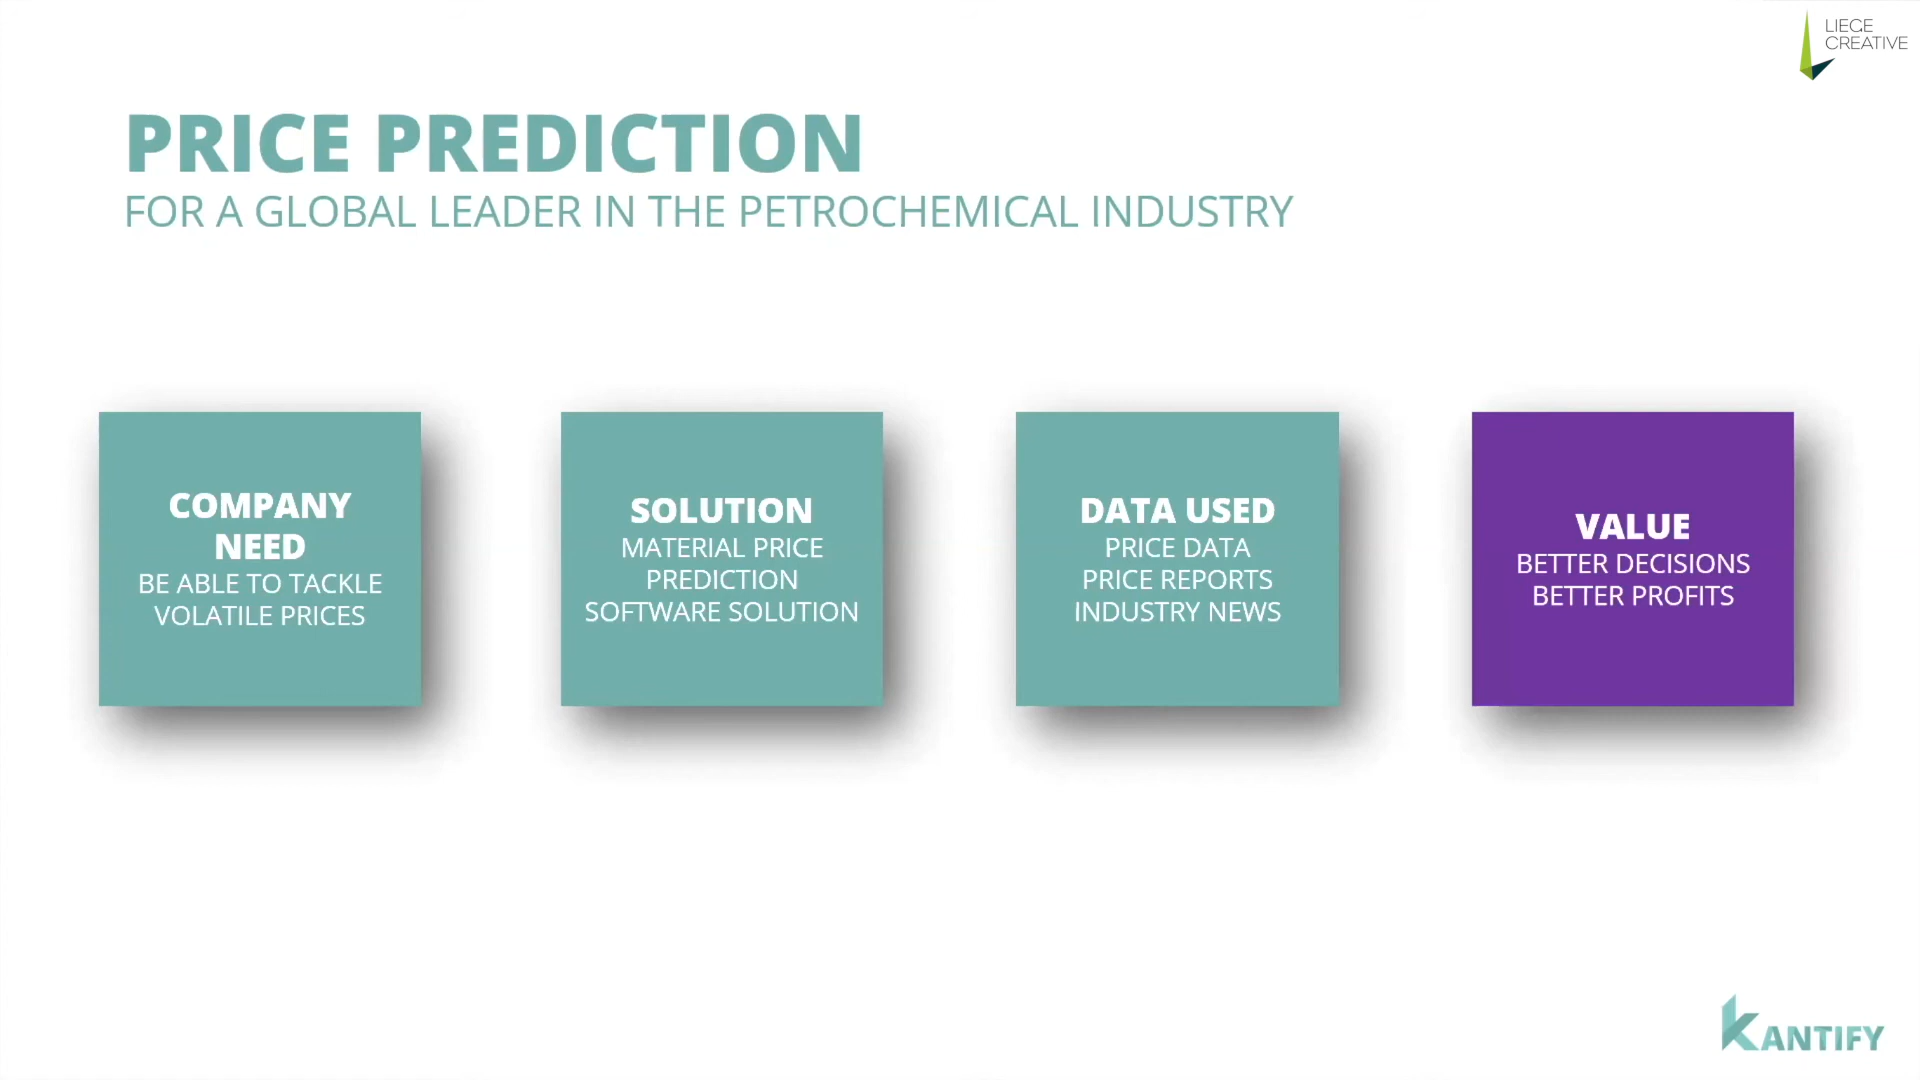 LIEGE
CREATIVE
PRICE PREDICTION
FOR A GLOBAL LEADER IN THE PETROCHEMICAL INDUSTRY
COMPANY
NEED
BE ABLE TO TACKLE
VOLATILE PRICES
SOLUTION
MATERIAL PRICE
PREDICTION
SOFTWARE SOLUTION
DATA USED
PRICE DATA
PRICE REPORTS
INDUSTRY NEWS
VALUE
BETTER DECISIONS
BETTER PROFITS
KANTIFY